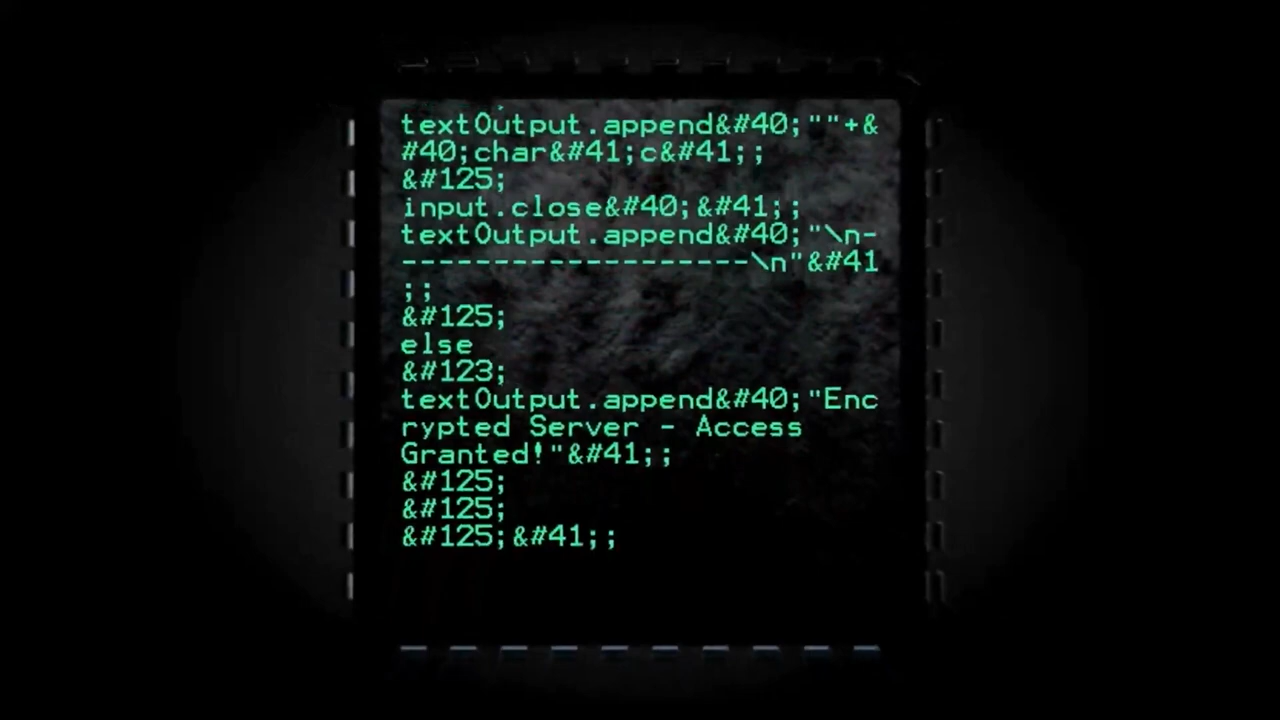 textOutput.append&#40;""+&
#40;char&#41;c&#41;;
&#125;
input.close&#40;&#41;;
textOutput.append&#40;"\n-
-------------------\n"&#41
;;
&#125;
else
&#123;
textOutput.append&#40;"Enc
rypted Server - Access
Granted!"&#41;;
&#125;
&#125;
&#125;&#41;;